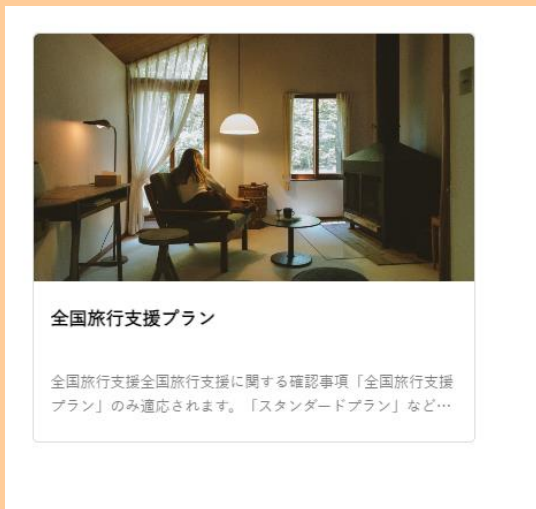 全国旅行支援プラン
全国旅行支援全国旅行支援に関する確認事項「全国旅行支援
プラン」のみ適応されます。「スタンダードプラン」など…